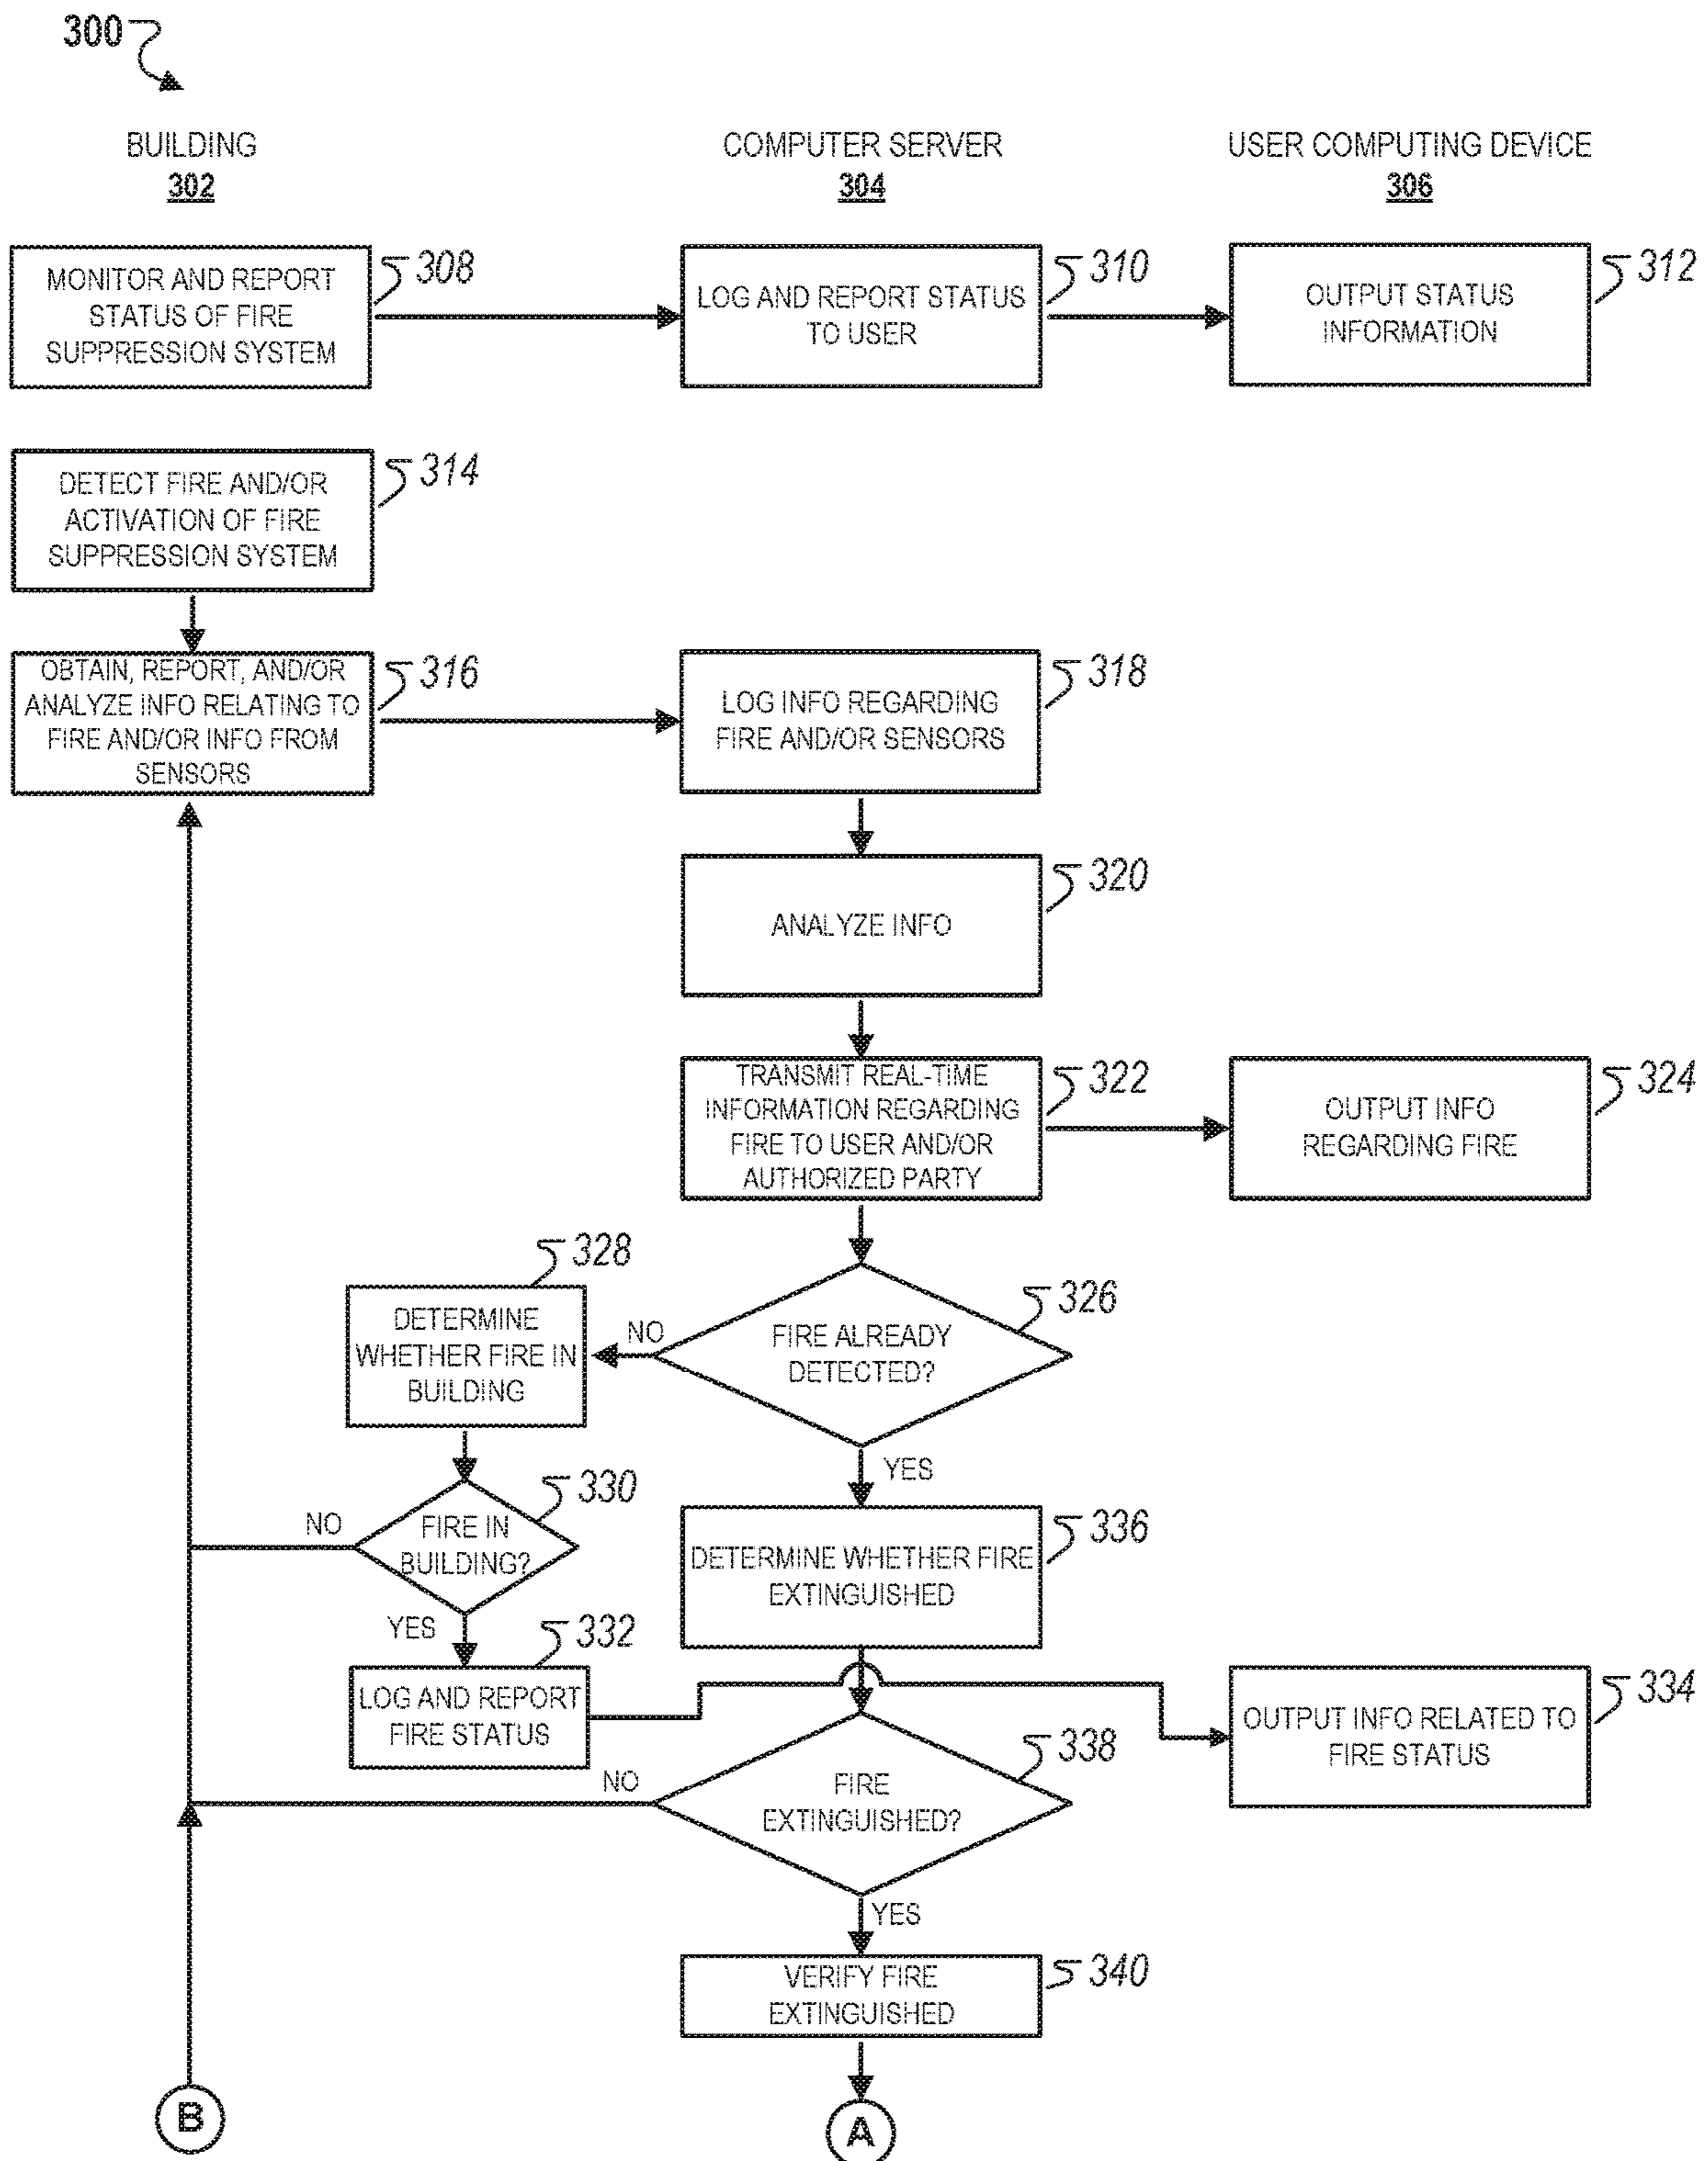 300
BUILDING
302
COMPUTER SERVER
304
USER COMPUTING DEVICE
306
MONITOR AND REPORT
STATUS OF FIRE
SUPPRESSION SYSTEM
308
LOG AND REPORT STATUS
TO USER
310
OUTPUT STATUS
INFORMATION
312
DETECT FIRE AND/OR
ACTIVATION OF FIRE
SUPPRESSION SYSTEM
314
OBTAIN, REPORT, AND/OR
ANALYZE INFO RELATING TO
FIRE AND/OR INFO FROM
SENSORS
316
LOG INFO REGARDING
FIRE AND/OR SENSORS
318
ANALYZE INFO
320
TRANSMIT REAL-TIME
INFORMATION REGARDING
FIRE TO USER AND/OR
AUTHORIZED PARTY
322
OUTPUT INFO
REGARDING FIRE
324
FIRE ALREADY
DETECTED?
326
NO
DETERMINE
WHETHER FIRE IN
BUILDING
328
YES
FIRE IN
BUILDING?
330
NO
YES
LOG AND REPORT
FIRE STATUS
332
OUTPUT INFO RELATED TO
FIRE STATUS
334
DETERMINE WHETHER FIRE
EXTINGUISHED
336
FIRE
EXTINGUISHED?
338
NO
YES
VERIFY FIRE
EXTINGUISHED
340
B
A